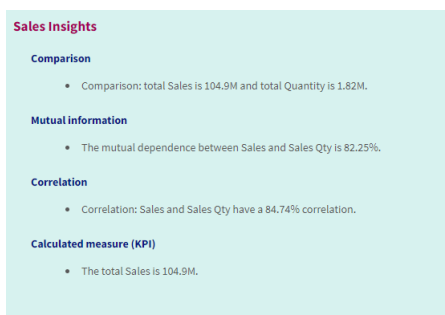 Sales Insights
Comparison
• Comparison: total Sales is 104.9M and total Quantity is 1.82M.
Mutual information
• The mutual dependence between Sales and Sales Qty is 82.25%.
Correlation
• Correlation: Sales and Sales Qty have a 84.74% correlation.
Calculated measure (KPI)
• The total Sales is 104.9M.